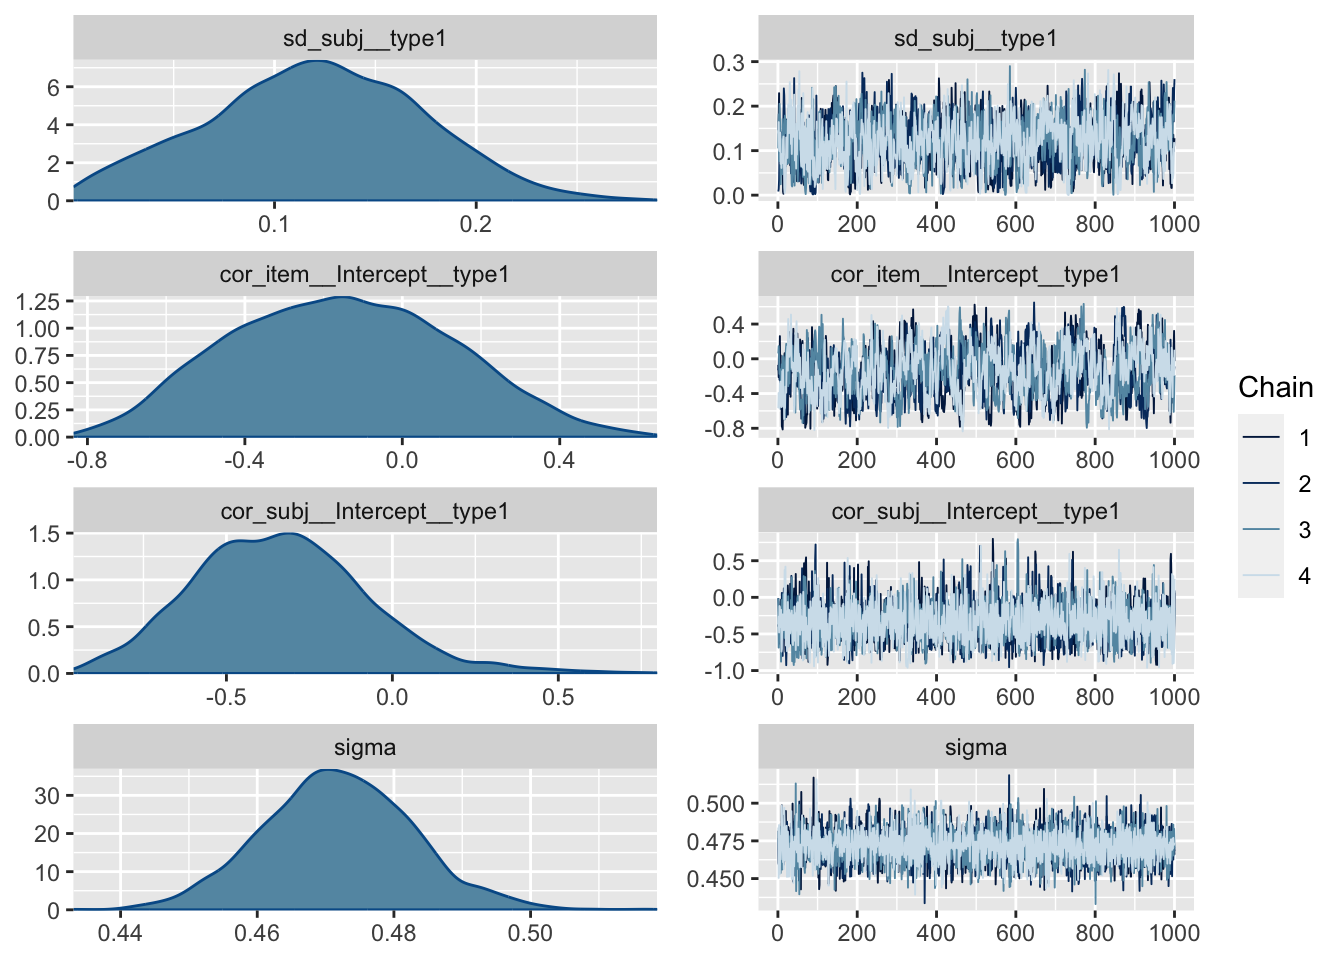 sd_subj__type1
6
4
2
0
0.1 0.2
sd_subj__type1
0.3
0.2
0.1
0.0
0 200 400 600 800 1000
cor_item__Intercept__type1
1.25
1.00
0.75
0.50
0.25
0.00
-0.8 -0.4 0.0 0.4
cor_item__Intercept__type1
0.4
0.0
-0.4
-0.8
0 200 400 600 800 1000
cor_subj__Intercept__type1
1.5
1.0
0.5
0.0
-0.5 0.0 0.5
cor_subj__Intercept__type1
0.5
0.0
-0.5
-1.0
0 200 400 600 800 1000
sigma
30
20
10
0
0.44 0.46 0.48 0.50
sigma
0.500
0.475
0.450
0 200 400 600 800 1000
Chain
1
2
3
4